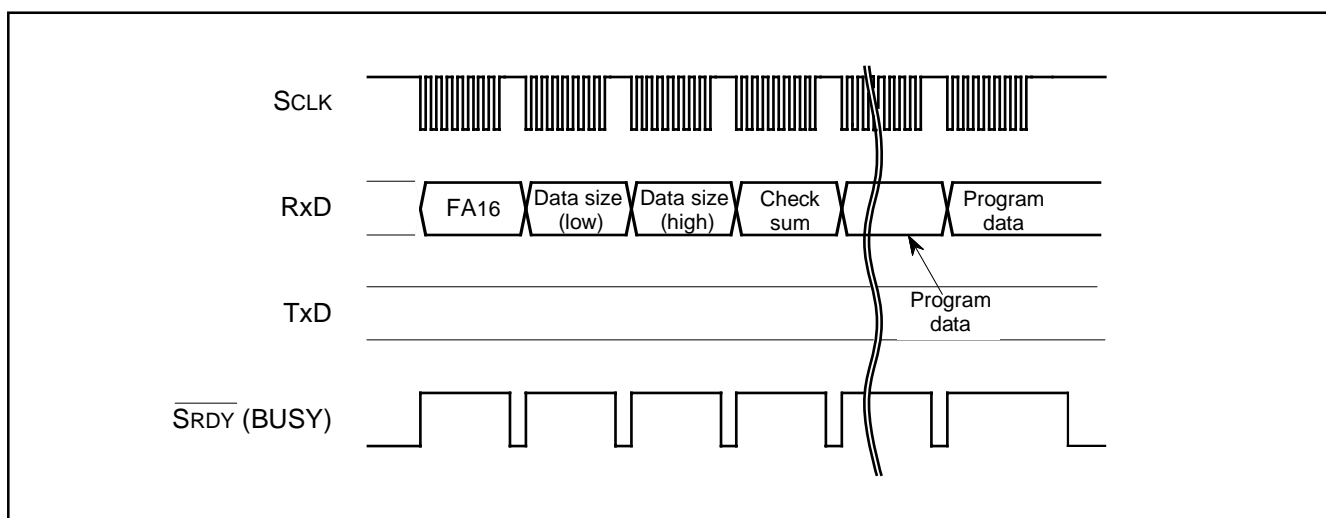 SCLK
RxD
FA16
Data size
(low)
Data size
(high)
Check
sum
Program
data
Program
data
TxD
SRDY (BUSY)